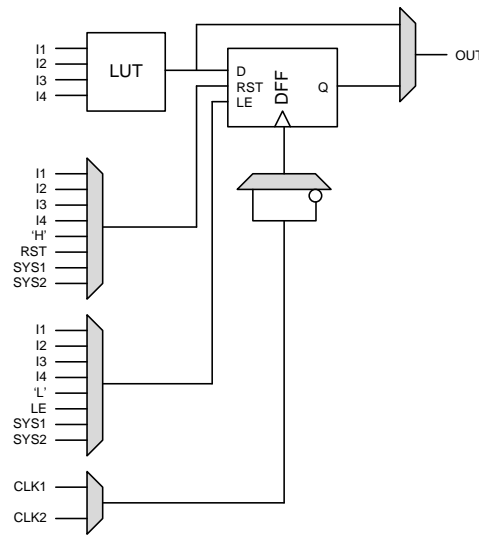 I1
I2
I3
I4
LUT
D
RST
LE
DFF
Q
OUT
I1
I2
I3
I4
‘H’
RST
SYS1
SYS2
I1
I2
I3
I4
‘L’
LE
SYS1
SYS2
CLK1
CLK2